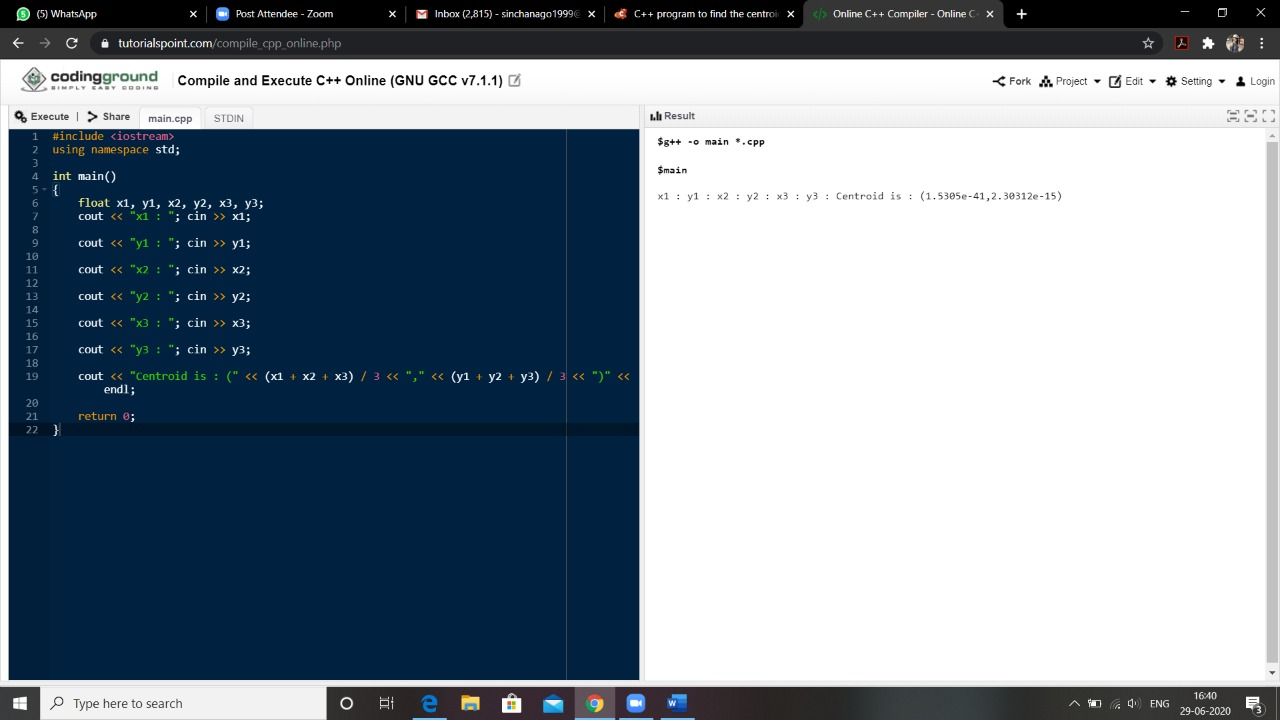 (5) WhatsApp
Post Attendee - Zoom
Inbox (2,815) - sinchanago1999@
C++ program to find the centroi
Online C++ Compiler - Online C
tutorialspoint.com/compile_cpp_online.php
codingground
SIMPLY EASY CODING
Compile and Execute C++ Online (GNU GCC v7.1.1)
Fork Project Edit Setting Login
Execute | Share main.cpp STDIN
Result
1 #include <iostream>
2 using namespace std;
3
4 int main()
5 {
6 float x1, y1, x2, y2, x3, y3;
7 cout << "x1 : "; cin >> x1;
8
9 cout << "y1 : "; cin >> y1;
10
11 cout << "x2 : "; cin >> x2;
12
13 cout << "y2 : "; cin >> y2;
14
15 cout << "x3 : "; cin >> x3;
16
17 cout << "y3 : "; cin >> y3;
18
19 cout << "Centroid is : (" << (x1 + x2 + x3) / 3 << "," << (y1 + y2 + y3) / 3 << ")" <<
endl;
20
21 return 0;
22 }
$g++ -o main *.cpp
$main
x1 : y1 : x2 : y2 : x3 : y3 : Centroid is : (1.5305e-41,2.30312e-15)
Type here to search
ENG
16:40
29-06-2020
3